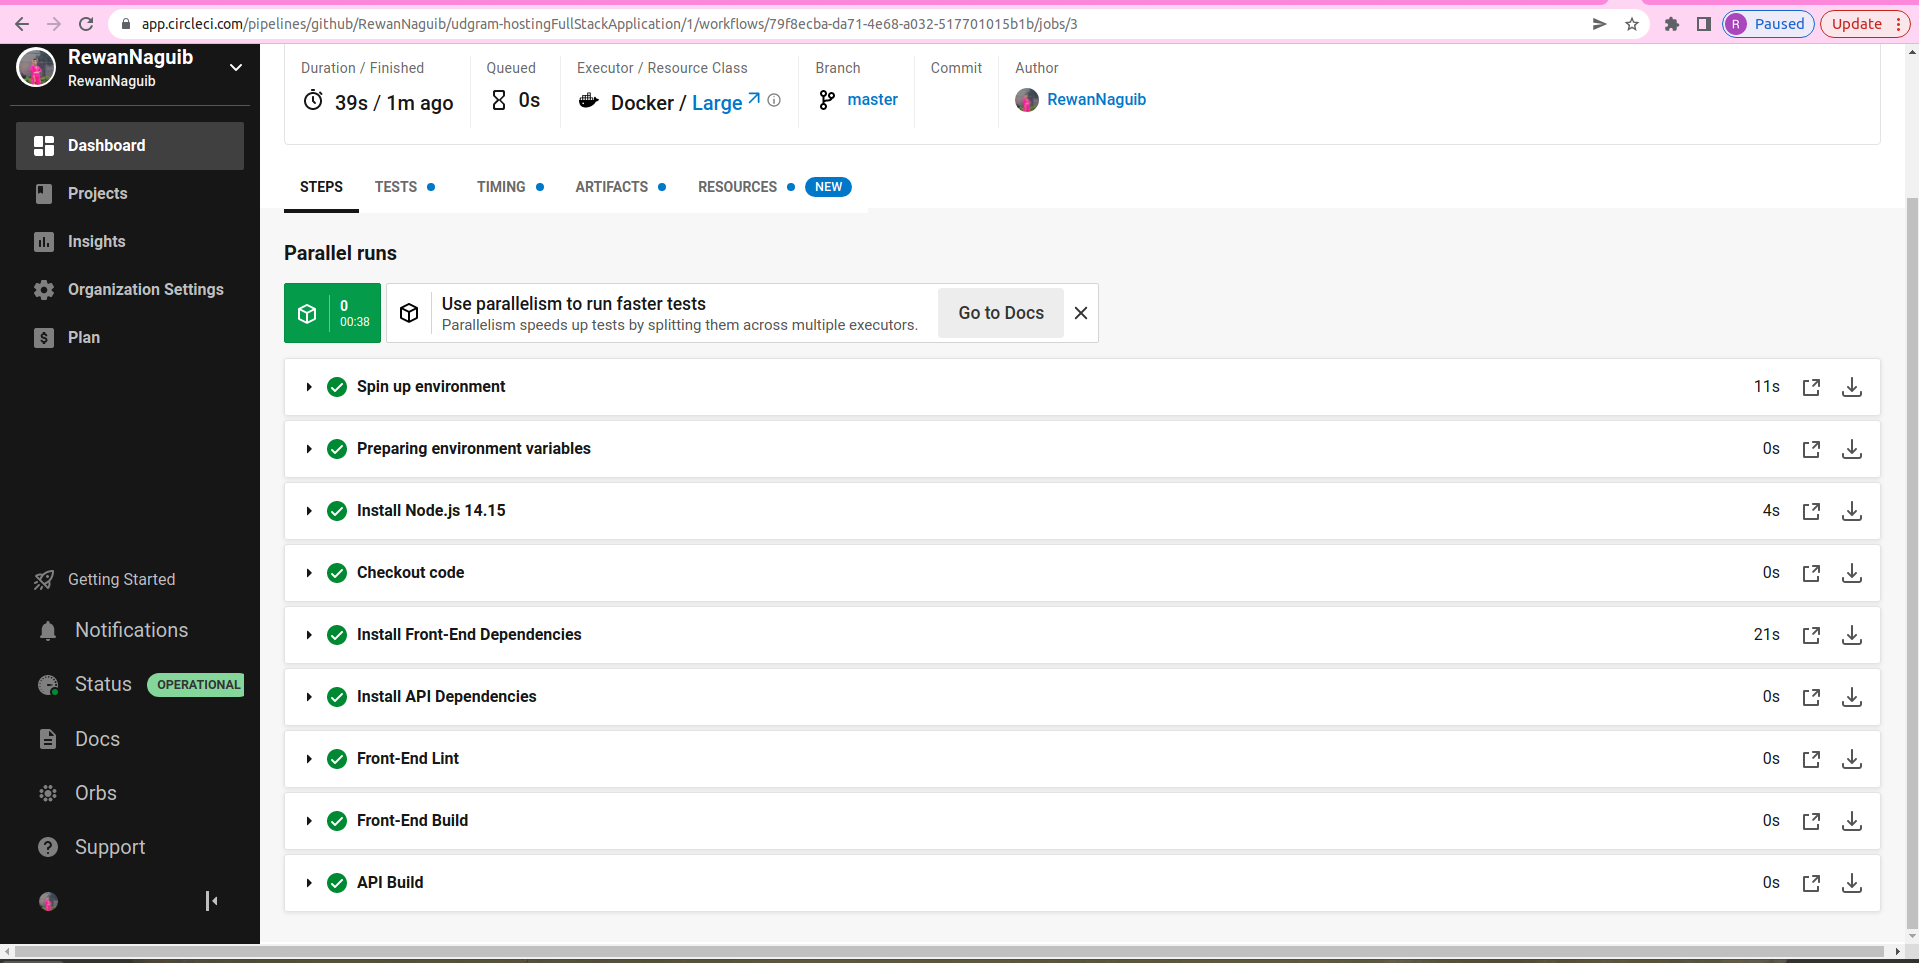 app.circleci.com/pipelines/github/RewanNaguib/udgram-hostingFullStackApplication/1/workflows/79f8ecba-da71-4e68-a032-517701015b1b/jobs/3
R Paused
Update
RewanNaguib
RewanNaguib
Dashboard
Projects
Insights
Organization Settings
Plan
Getting Started
Notifications
Status OPERATIONAL
Docs
Orbs
Support
Duration / Finished
39s / 1m ago
Queued
0s
Executor / Resource Class
Docker / Large
Branch
master
Commit
Author
RewanNaguib
STEPS TESTS TIMING ARTIFACTS RESOURCES NEW
Parallel runs
0
00:38
Use parallelism to run faster tests
Parallelism speeds up tests by splitting them across multiple executors.
Go to Docs
Spin up environment 11s
Preparing environment variables 0s
Install Node.js 14.15 4s
Checkout code 0s
Install Front-End Dependencies 21s
Install API Dependencies 0s
Front-End Lint 0s
Front-End Build 0s
API Build 0s